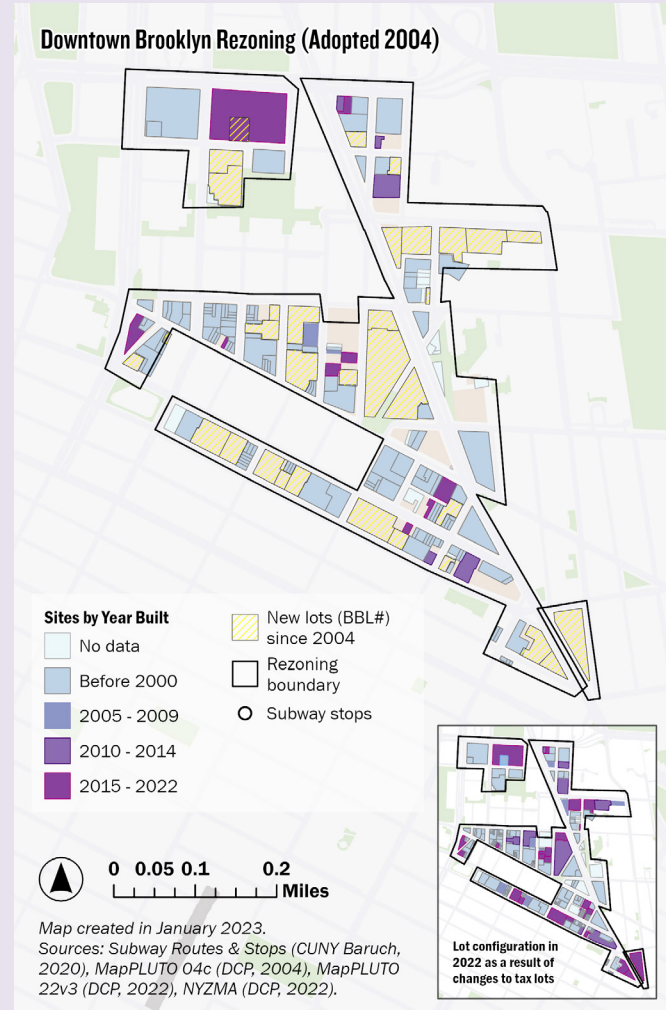 Downtown Brooklyn Rezoning (Adopted 2004)
Sites by Year Built
No data
Before 2000
2005 - 2009
2010 - 2014
2015 - 2022
New lots (BBL#)
since 2004
Rezoning
boundary
Subway stops
0 0.05 0.1 0.2
Miles
Map created in January 2023.
Sources: Subway Routes & Stops (CUNY Baruch,
2020), MapPLUTO 04c (DCP, 2004), MapPLUTO
22v3 (DCP, 2022), NYZMA (DCP, 2022).
Lot configuration in
2022 as a result of
changes to tax lots